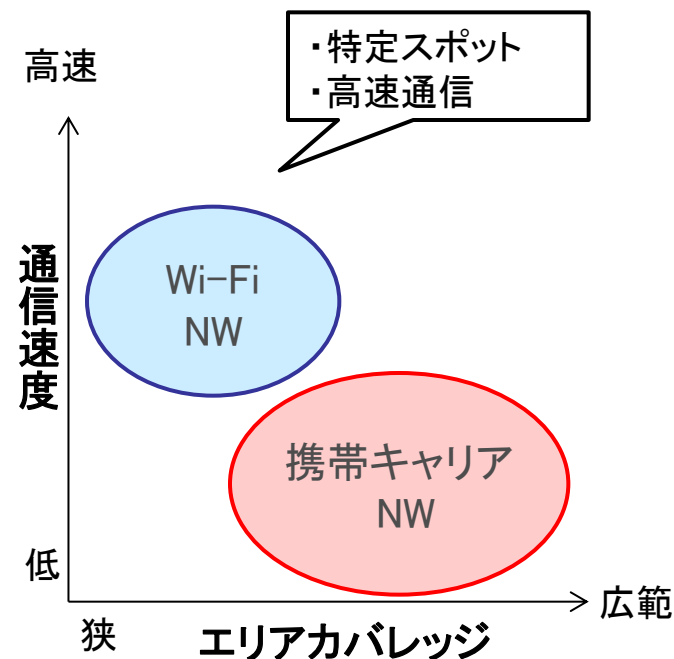 ・特定スポット
・高速通信
高速
通信速度
Wi-Fi
NW
携帯キャリア
NW
低
狭
エリアカバレッジ
広範